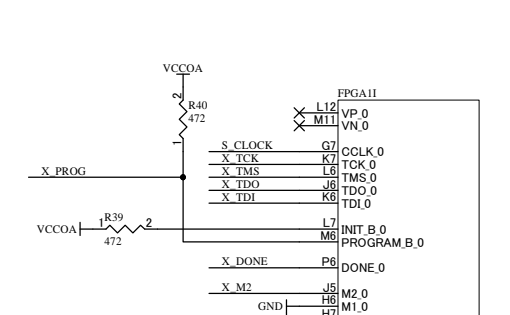 VCCOA
FPGA1I
2
R40
472
1
L12 VP_0
M11 VN_0
S_CLOCK G7 CCLK_0
X_TCK K7 TCK_0
X_PROG
X_TMS L6 TMS_0
X_TDO J6 TDO_0
X_TDI K6 TDI_0
VCCOA 1 R39 2 L7 INIT_B_0
472
M6 PROGRAM_B_0
X_DONE P6 DONE_0
X_M2 J5 M2_0
GND H6 M1_0
H7